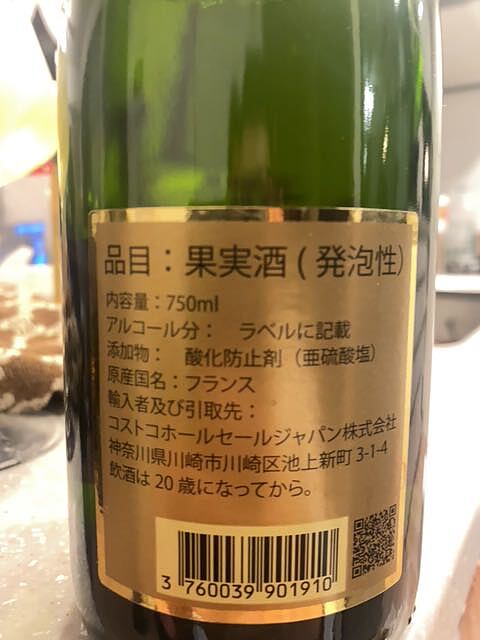 品目：果実酒(発泡性)
内容量：750ml
アルコール分： ラベルに記載
添加物： 酸化防止剤（亜硫酸塩）
原産国名：フランス
輸入者及び引取先：
コストコホールセールジャパン株式会社
神奈川県川崎市川崎区池上新町 3-1-4
飲酒は 20 歳になってから。
3 760039 901910